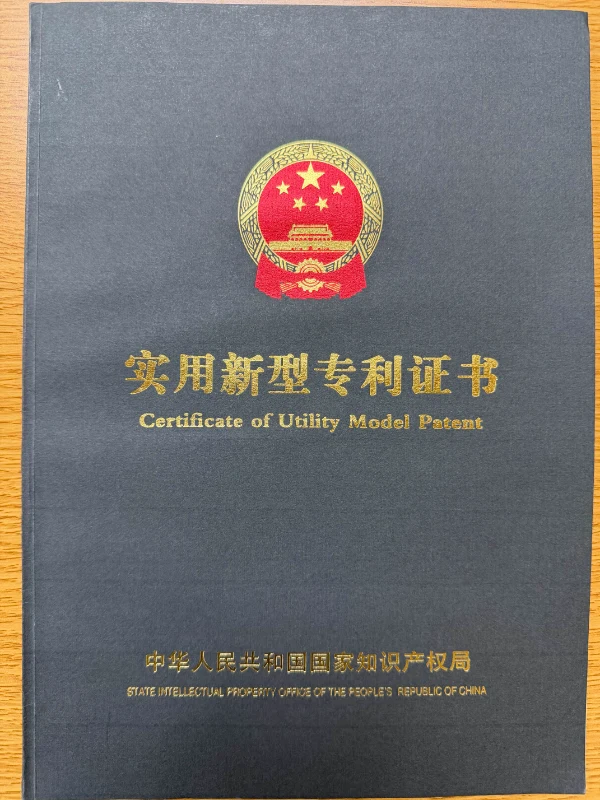 实用新型专利证书
Certificate of Utility Model Patent
中华人民共和国国家知识产权局
STATE INTELLECTUAL PROPERTY OFFICE OF THE PEOPLE'S REPUBLIC OF CHINA